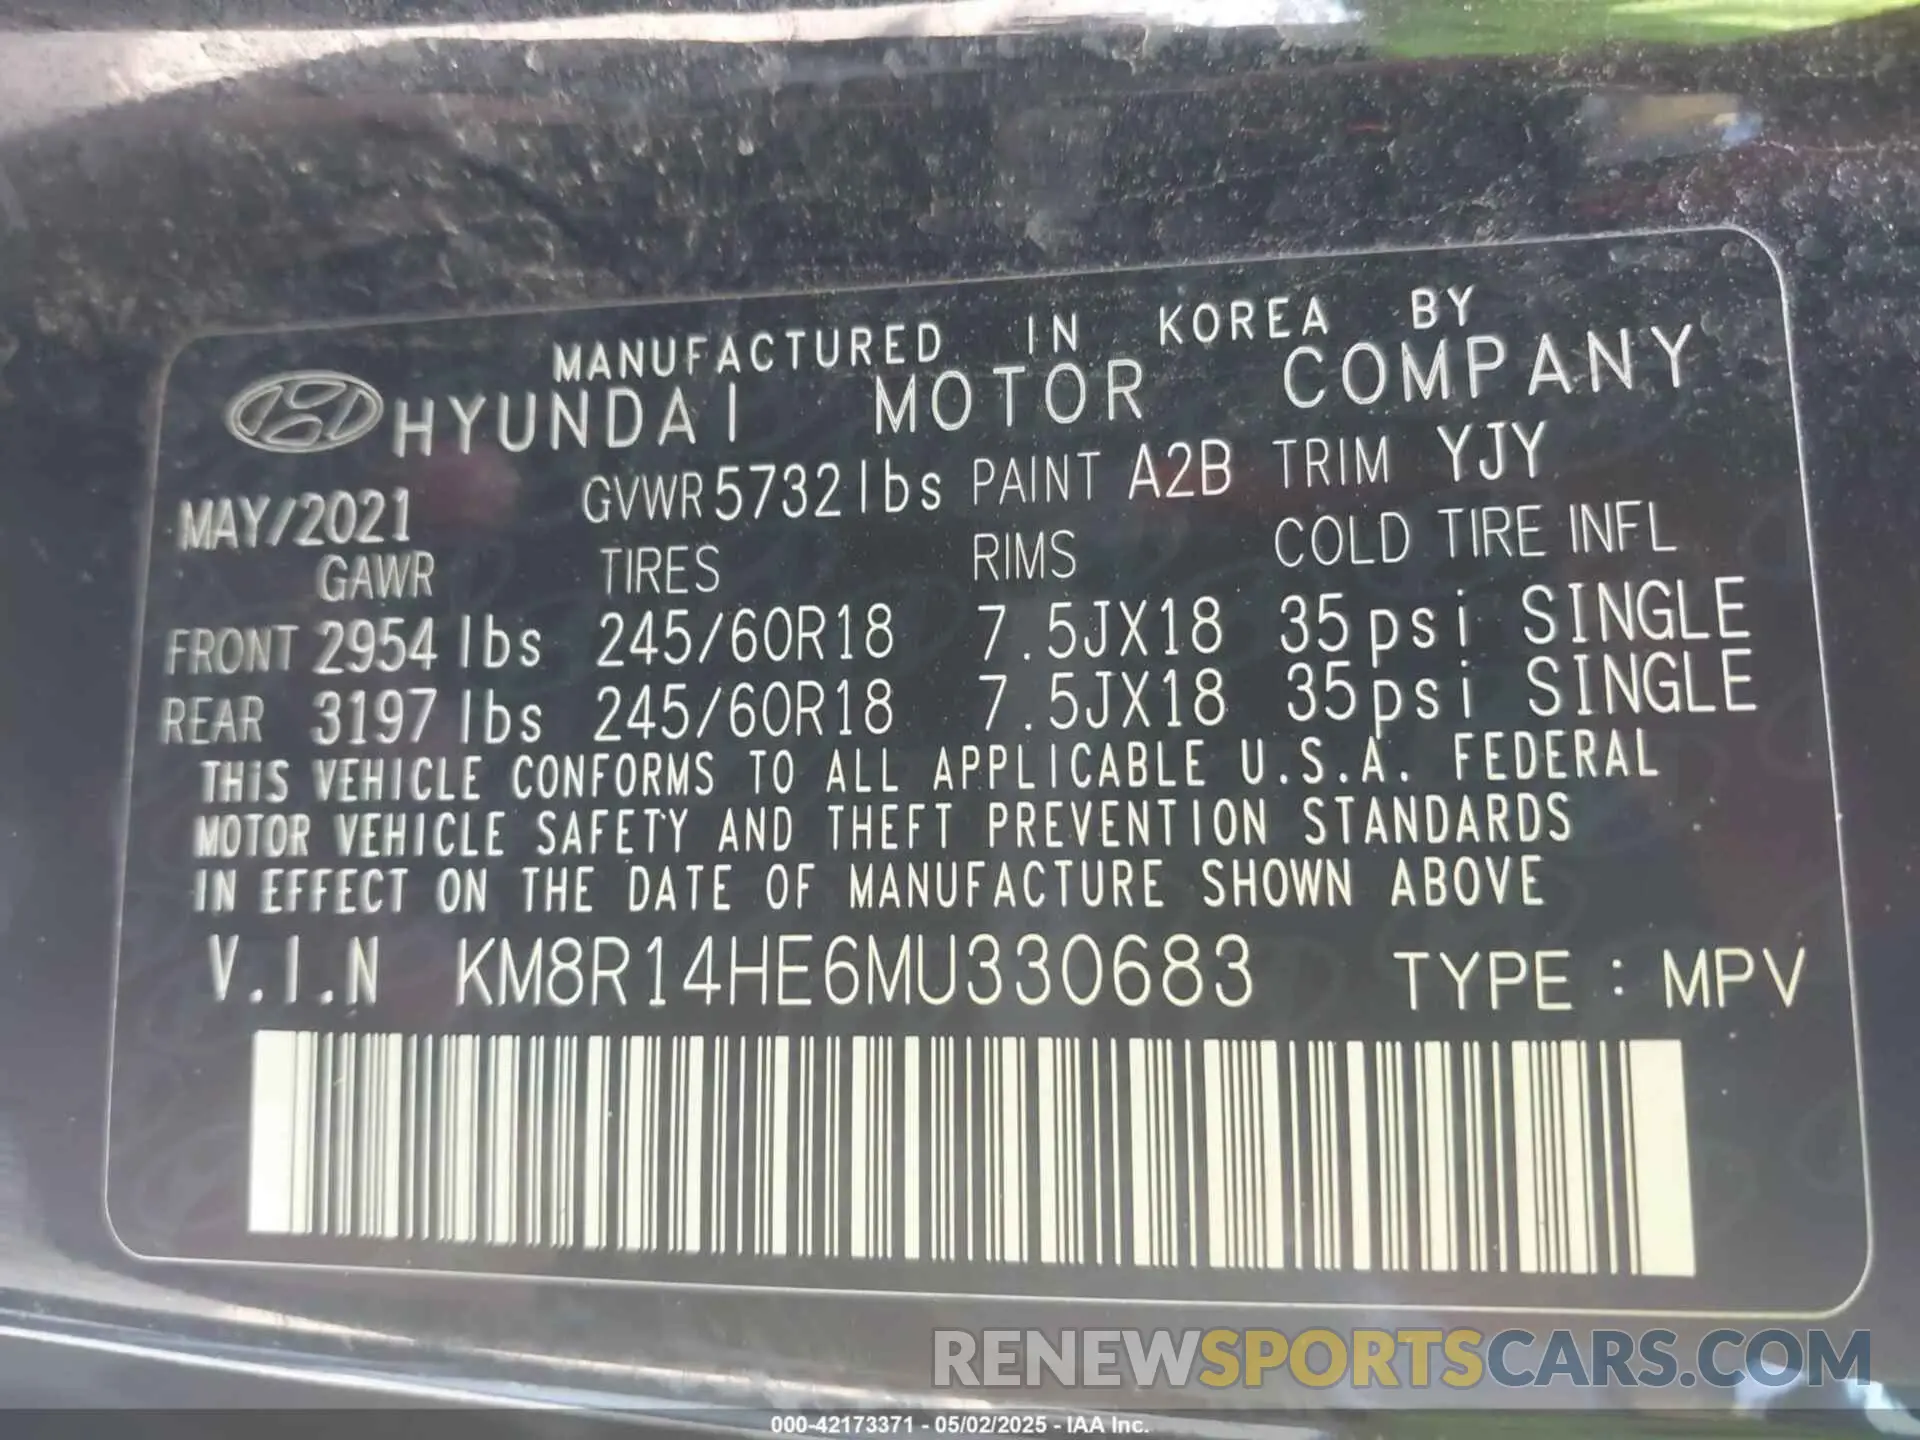 MANUFACTURED IN KOREA BY
HYUNDAI MOTOR COMPANY
MAY/2021 GVWR 5732lbs PAINT A2B TRIM YJY
GAWR TIRES RIMS COLD TIRE INFL
FRONT 2954 lbs 245/60R18 7.5JX18 35psi SINGLE
REAR 3197 lbs 245/60R18 7.5JX18 35psi SINGLE
THIS VEHICLE CONFORMS TO ALL APPLICABLE U.S.A. FEDERAL
MOTOR VEHICLE SAFETY AND THEFT PREVENTION STANDARDS
IN EFFECT ON THE DATE OF MANUFACTURE SHOWN ABOVE
V.I.N KM8R14HE6MU330683 TYPE : MPV
RENEWSPORTSCARS.COM
000-42173371 - 05/02/2025 - IAA Inc.